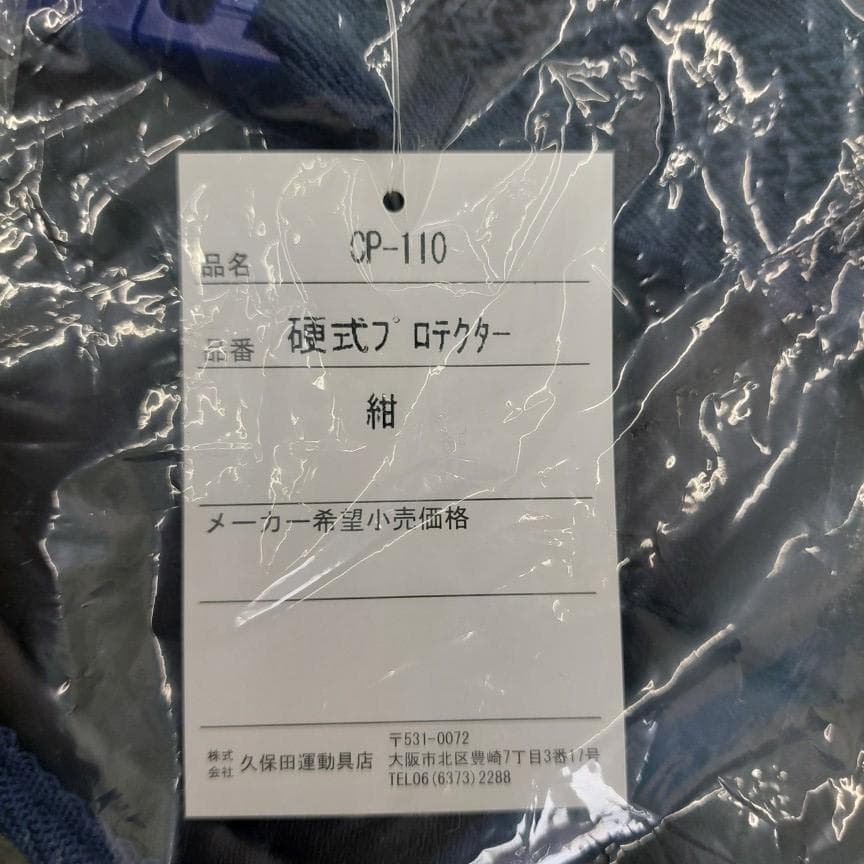 品名 CP-110
品番 硬式プロテクター
紺
メーカー希望小売価格
株式会社 久保田運動具店
〒531-0072
大阪市北区豊崎7丁目3番17号
TEL06(6373)2288